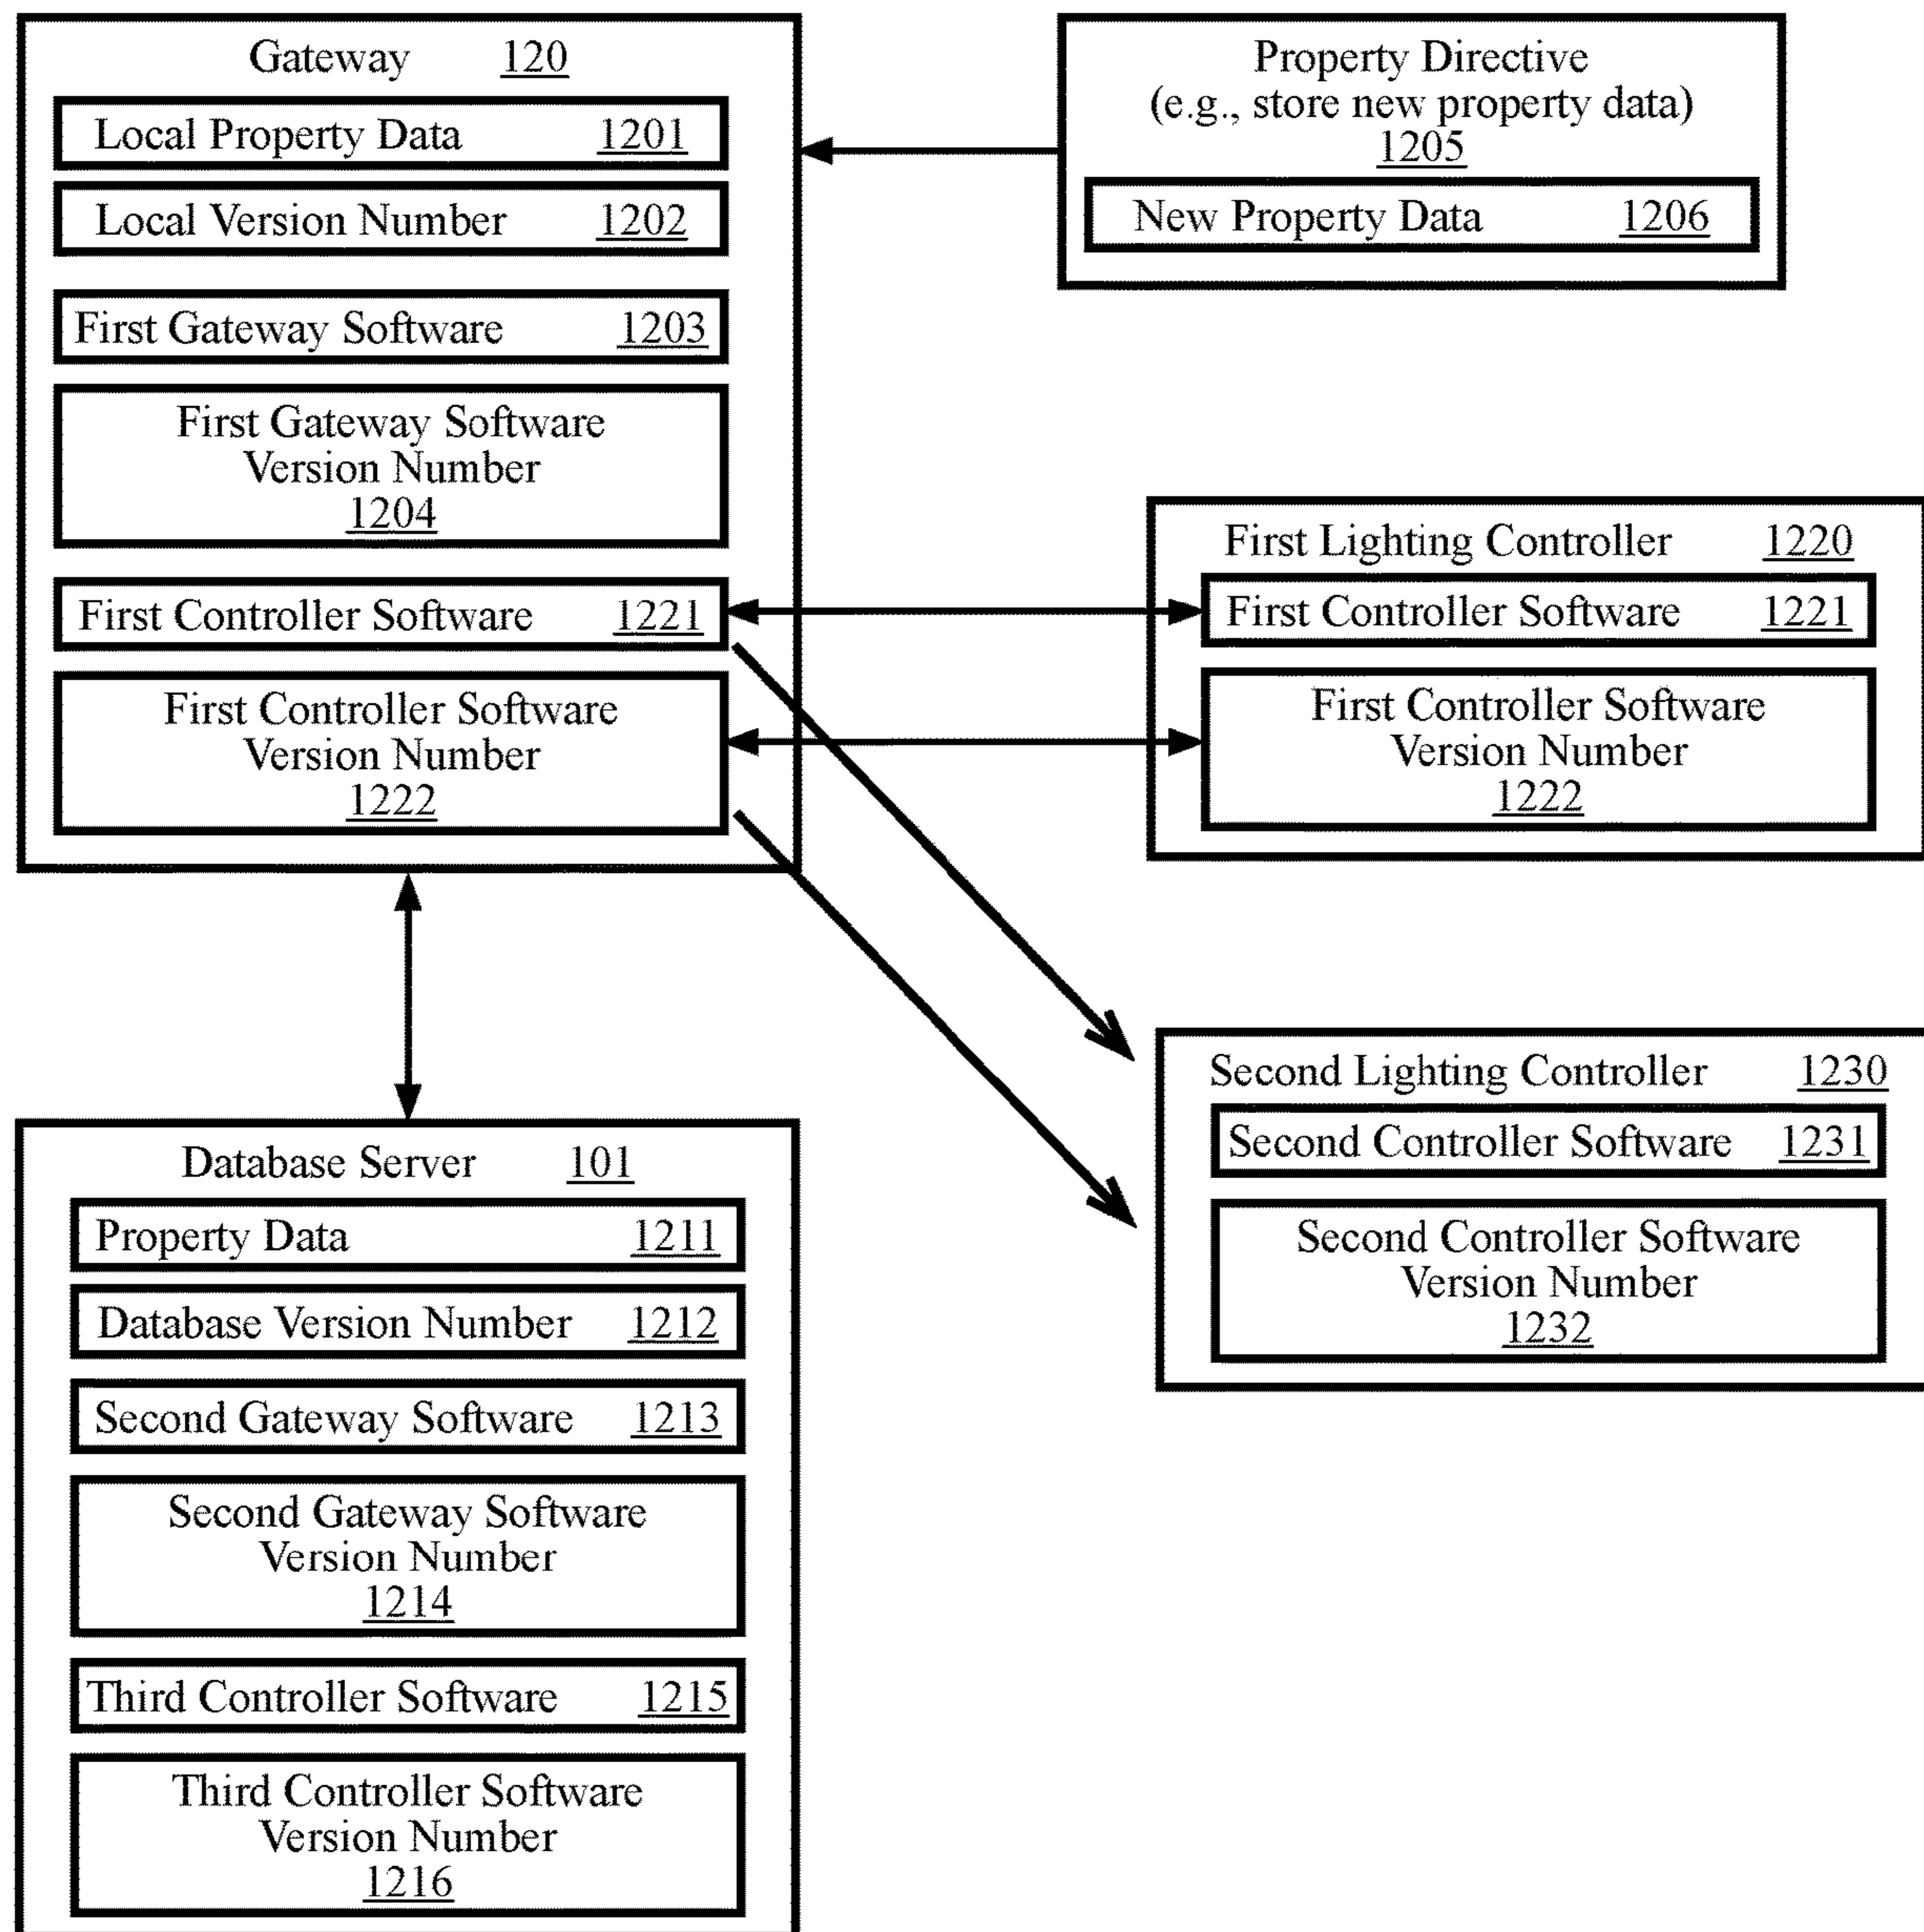 Gateway 120
Local Property Data 1201
Local Version Number 1202
First Gateway Software 1203
First Gateway Software
Version Number
1204
First Controller Software 1221
First Controller Software
Version Number
1222
Property Directive
(e.g., store new property data)
1205
New Property Data 1206
First Lighting Controller 1220
First Controller Software 1221
First Controller Software
Version Number
1222
Second Lighting Controller 1230
Second Controller Software 1231
Second Controller Software
Version Number
1232
Database Server 101
Property Data 1211
Database Version Number 1212
Second Gateway Software 1213
Second Gateway Software
Version Number
1214
Third Controller Software 1215
Third Controller Software
Version Number
1216